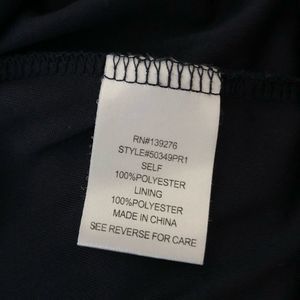 RN#139276
STYLE#50349PR1
SELF
100%POLYESTER
LINING
100%POLYESTER
MADE IN CHINA
SEE REVERSE FOR CARE